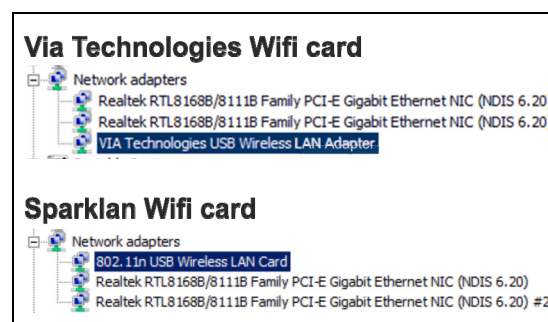 Via Technologies Wifi card
Network adapters
Realtek RTL8168B/8111B Family PCI-E Gigabit Ethernet NIC (NDIS 6.20)
Realtek RTL8168B/8111B Family PCI-E Gigabit Ethernet NIC (NDIS 6.20)
VIA Technologies USB Wireless LAN Adapter
Sparklan Wifi card
Network adapters
802.11n USB Wireless LAN Card
Realtek RTL8168B/8111B Family PCI-E Gigabit Ethernet NIC (NDIS 6.20)
Realtek RTL8168B/8111B Family PCI-E Gigabit Ethernet NIC (NDIS 6.20) #2